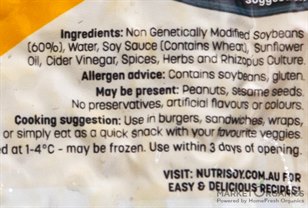 Ingredients: Non Genetically Modified Soybeans
(60%), Water, Soy Sauce (Contains Wheat), Sunflower
Oil, Cider Vinegar, Spices, Herbs and Rhizopus Culture.
Allergen advice: Contains soybeans, gluten.
May be present: Peanuts, sesame seeds.
No preservatives, artificial flavours or colours.
Cooking suggestion: Use in burgers, sandwiches, wraps,
or simply eat as a quick snack with your favourite veggies.
ed at 1-4°C - may be frozen. Use within 3 days of opening.
VISIT: NUTRISOY.COM.AU FOR
EASY & DELICIOUS RECIPES!
MARKET ORGANICS
Powered by HomeFresh Organics